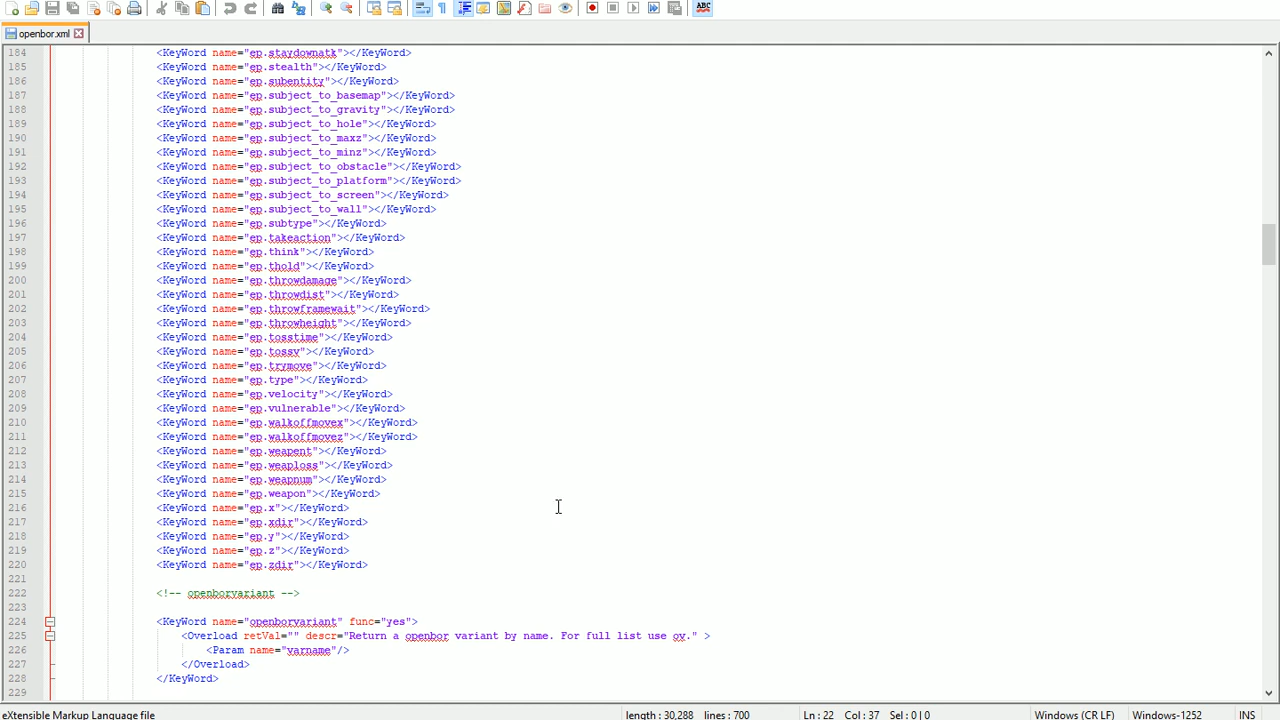 ABC
openbor.xml
184 <KeyWord name="ep.staydownatk"></KeyWord>
185 <KeyWord name="ep.stealth"></KeyWord>
186 <KeyWord name="ep.subentity"></KeyWord>
187 <KeyWord name="ep.subject_to_basemap"></KeyWord>
188 <KeyWord name="ep.subject_to_gravity"></KeyWord>
189 <KeyWord name="ep.subject_to_hole"></KeyWord>
190 <KeyWord name="ep.subject_to_maxz"></KeyWord>
191 <KeyWord name="ep.subject_to_minz"></KeyWord>
192 <KeyWord name="ep.subject_to_obstacle"></KeyWord>
193 <KeyWord name="ep.subject_to_platform"></KeyWord>
194 <KeyWord name="ep.subject_to_screen"></KeyWord>
195 <KeyWord name="ep.subject_to_wall"></KeyWord>
196 <KeyWord name="ep.subtype"></KeyWord>
197 <KeyWord name="ep.takeaction"></KeyWord>
198 <KeyWord name="ep.think"></KeyWord>
199 <KeyWord name="ep.thold"></KeyWord>
200 <KeyWord name="ep.throwdamage"></KeyWord>
201 <KeyWord name="ep.throwdist"></KeyWord>
202 <KeyWord name="ep.throwframewait"></KeyWord>
203 <KeyWord name="ep.throwheight"></KeyWord>
204 <KeyWord name="ep.tosstime"></KeyWord>
205 <KeyWord name="ep.tossv"></KeyWord>
206 <KeyWord name="ep.trymove"></KeyWord>
207 <KeyWord name="ep.type"></KeyWord>
208 <KeyWord name="ep.velocity"></KeyWord>
209 <KeyWord name="ep.vulnerable"></KeyWord>
210 <KeyWord name="ep.walkoffmovex"></KeyWord>
211 <KeyWord name="ep.walkoffmovez"></KeyWord>
212 <KeyWord name="ep.weapent"></KeyWord>
213 <KeyWord name="ep.weaploss"></KeyWord>
214 <KeyWord name="ep.weapnum"></KeyWord>
215 <KeyWord name="ep.weapon"></KeyWord>
216 <KeyWord name="ep.x"></KeyWord>
217 <KeyWord name="ep.xdir"></KeyWord>
218 <KeyWord name="ep.y"></KeyWord>
219 <KeyWord name="ep.z"></KeyWord>
220 <KeyWord name="ep.zdir"></KeyWord>
221
222 <!-- openborvariant -->
223
224 <KeyWord name="openborvariant" func="yes">
225 <Overload retVal="" descr="Return a openbor variant by name. For full list use ov." >
226 <Param name="varname"/>
227 </Overload>
228 </KeyWord>
229
eXtensible Markup Language file length : 30,288 lines : 700 Ln : 22 Col : 37 Sel : 0 | 0 Windows (CR LF) Windows-1252 INS